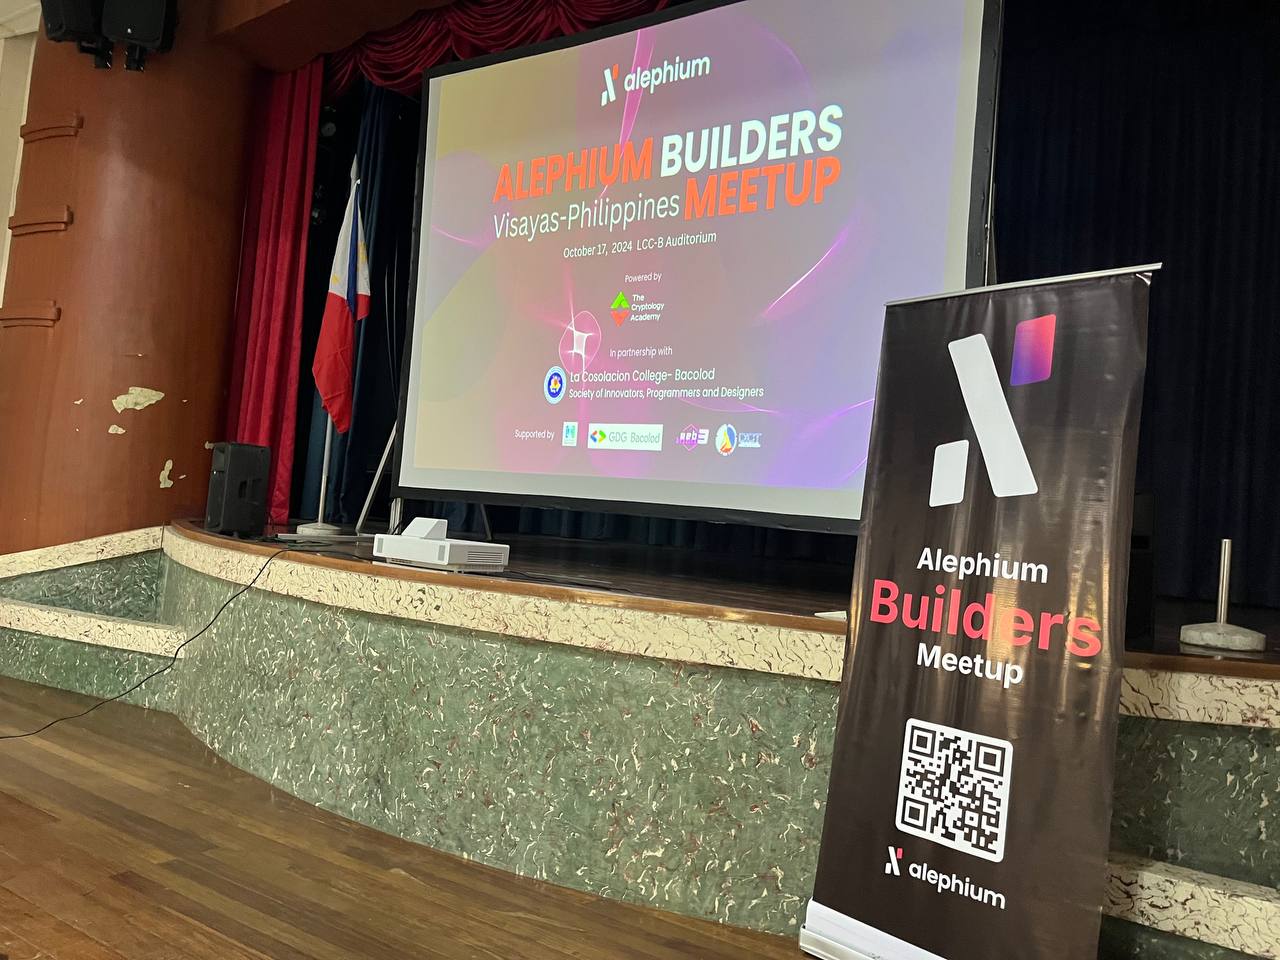 alephium
ALEPHIUM BUILDERS
Visayas-Philippines MEETUP
October 17, 2024 LCC-B Auditorium
Powered by
The
Cryptology
Academy
In partnership with
La Cosolacion College- Bacolod
Society of Innovators, Programmers and Designers
Supported by
GDG Bacolod
Alephium
Builders
Meetup
alephium